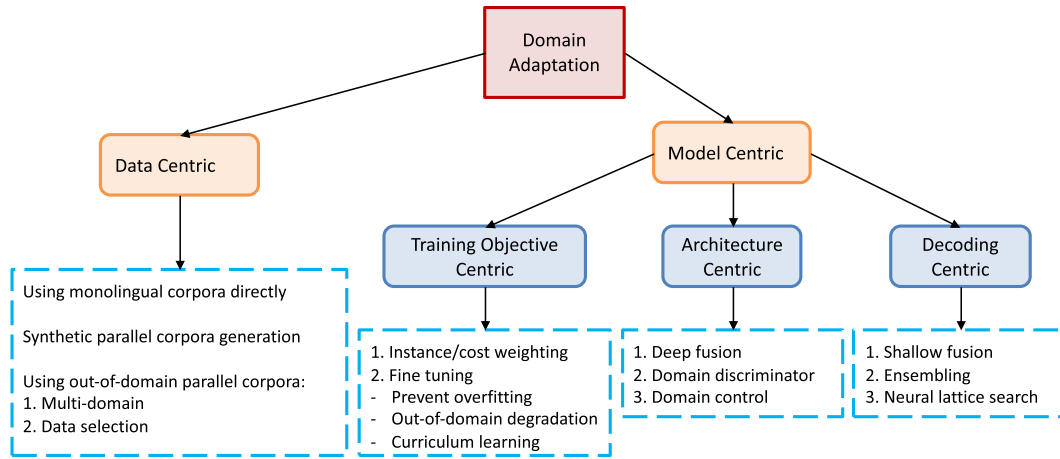 Domain
Adaptation
Data Centric
Model Centric
Training Objective
Centric
Architecture
Centric
Decoding
Centric
Using monolingual corpora directly
Synthetic parallel corpora generation
Using out-of-domain parallel corpora:
1. Multi-domain
2. Data selection
1. Instance/cost weighting
2. Fine tuning
- Prevent overfitting
- Out-of-domain degradation
- Curriculum learning
1. Deep fusion
2. Domain discriminator
3. Domain control
1. Shallow fusion
2. Ensembling
3. Neural lattice search